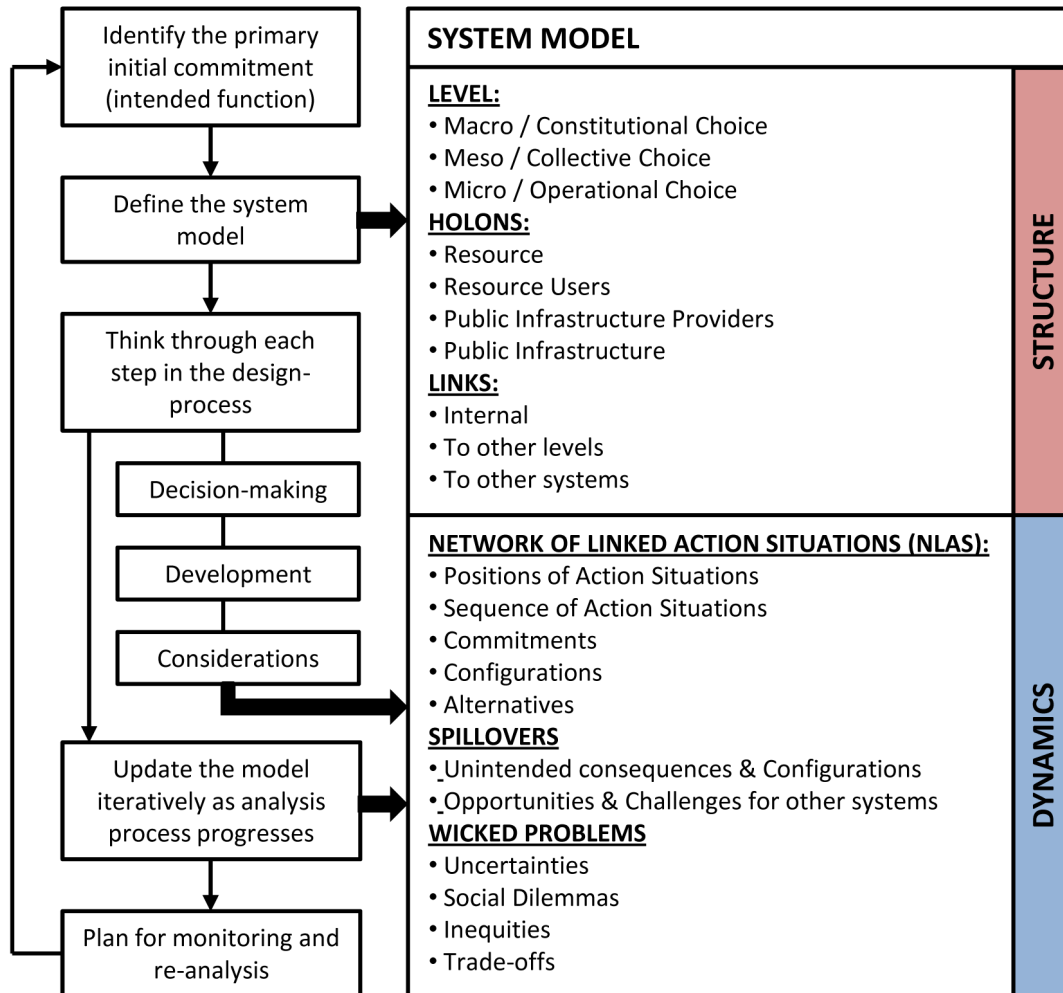 Identify the primary
initial commitment
(intended function)
Define the system
model
Think through each
step in the design-
process
Decision-making
Development
Considerations
Update the model
iteratively as analysis
process progresses
Plan for monitoring and
re-analysis
SYSTEM MODEL
LEVEL:
• Macro / Constitutional Choice
• Meso / Collective Choice
• Micro / Operational Choice
HOLONS:
• Resource
• Resource Users
• Public Infrastructure Providers
• Public Infrastructure
LINKS:
• Internal
• To other levels
• To other systems
STRUCTURE
NETWORK OF LINKED ACTION SITUATIONS (NLAS):
• Positions of Action Situations
• Sequence of Action Situations
• Commitments
• Configurations
• Alternatives
SPILLOVERS
• Unintended consequences & Configurations
• Opportunities & Challenges for other systems
WICKED PROBLEMS
• Uncertainties
• Social Dilemmas
• Inequities
• Trade-offs
DYNAMICS